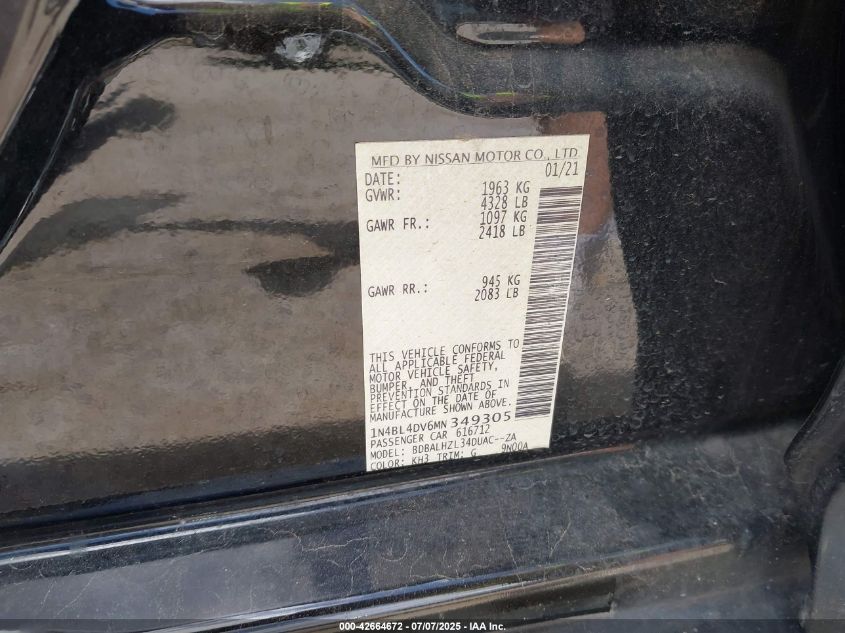 MFD BY NISSAN MOTOR CO., LTD
DATE: 01/21
GVWR: 1963 KG
4328 LB
GAWR FR.: 1097 KG
2418 LB
GAWR RR.: 945 KG
2083 LB
THIS VEHICLE CONFORMS TO
ALL APPLICABLE FEDERAL
MOTOR VEHICLE SAFETY,
BUMPER, AND THEFT
PREVENTION STANDARDS IN
EFFECT ON THE DATE OF
MANUFACTURE SHOWN ABOVE.
1N4BL4DV6MN 349305
PASSENGER CAR 616712
MODEL: BDBALHZL34DUAC--ZA
COLOR: KH3 TRIM: G 9N00A
000-42664672 - 07/07/2025 - IAA Inc.